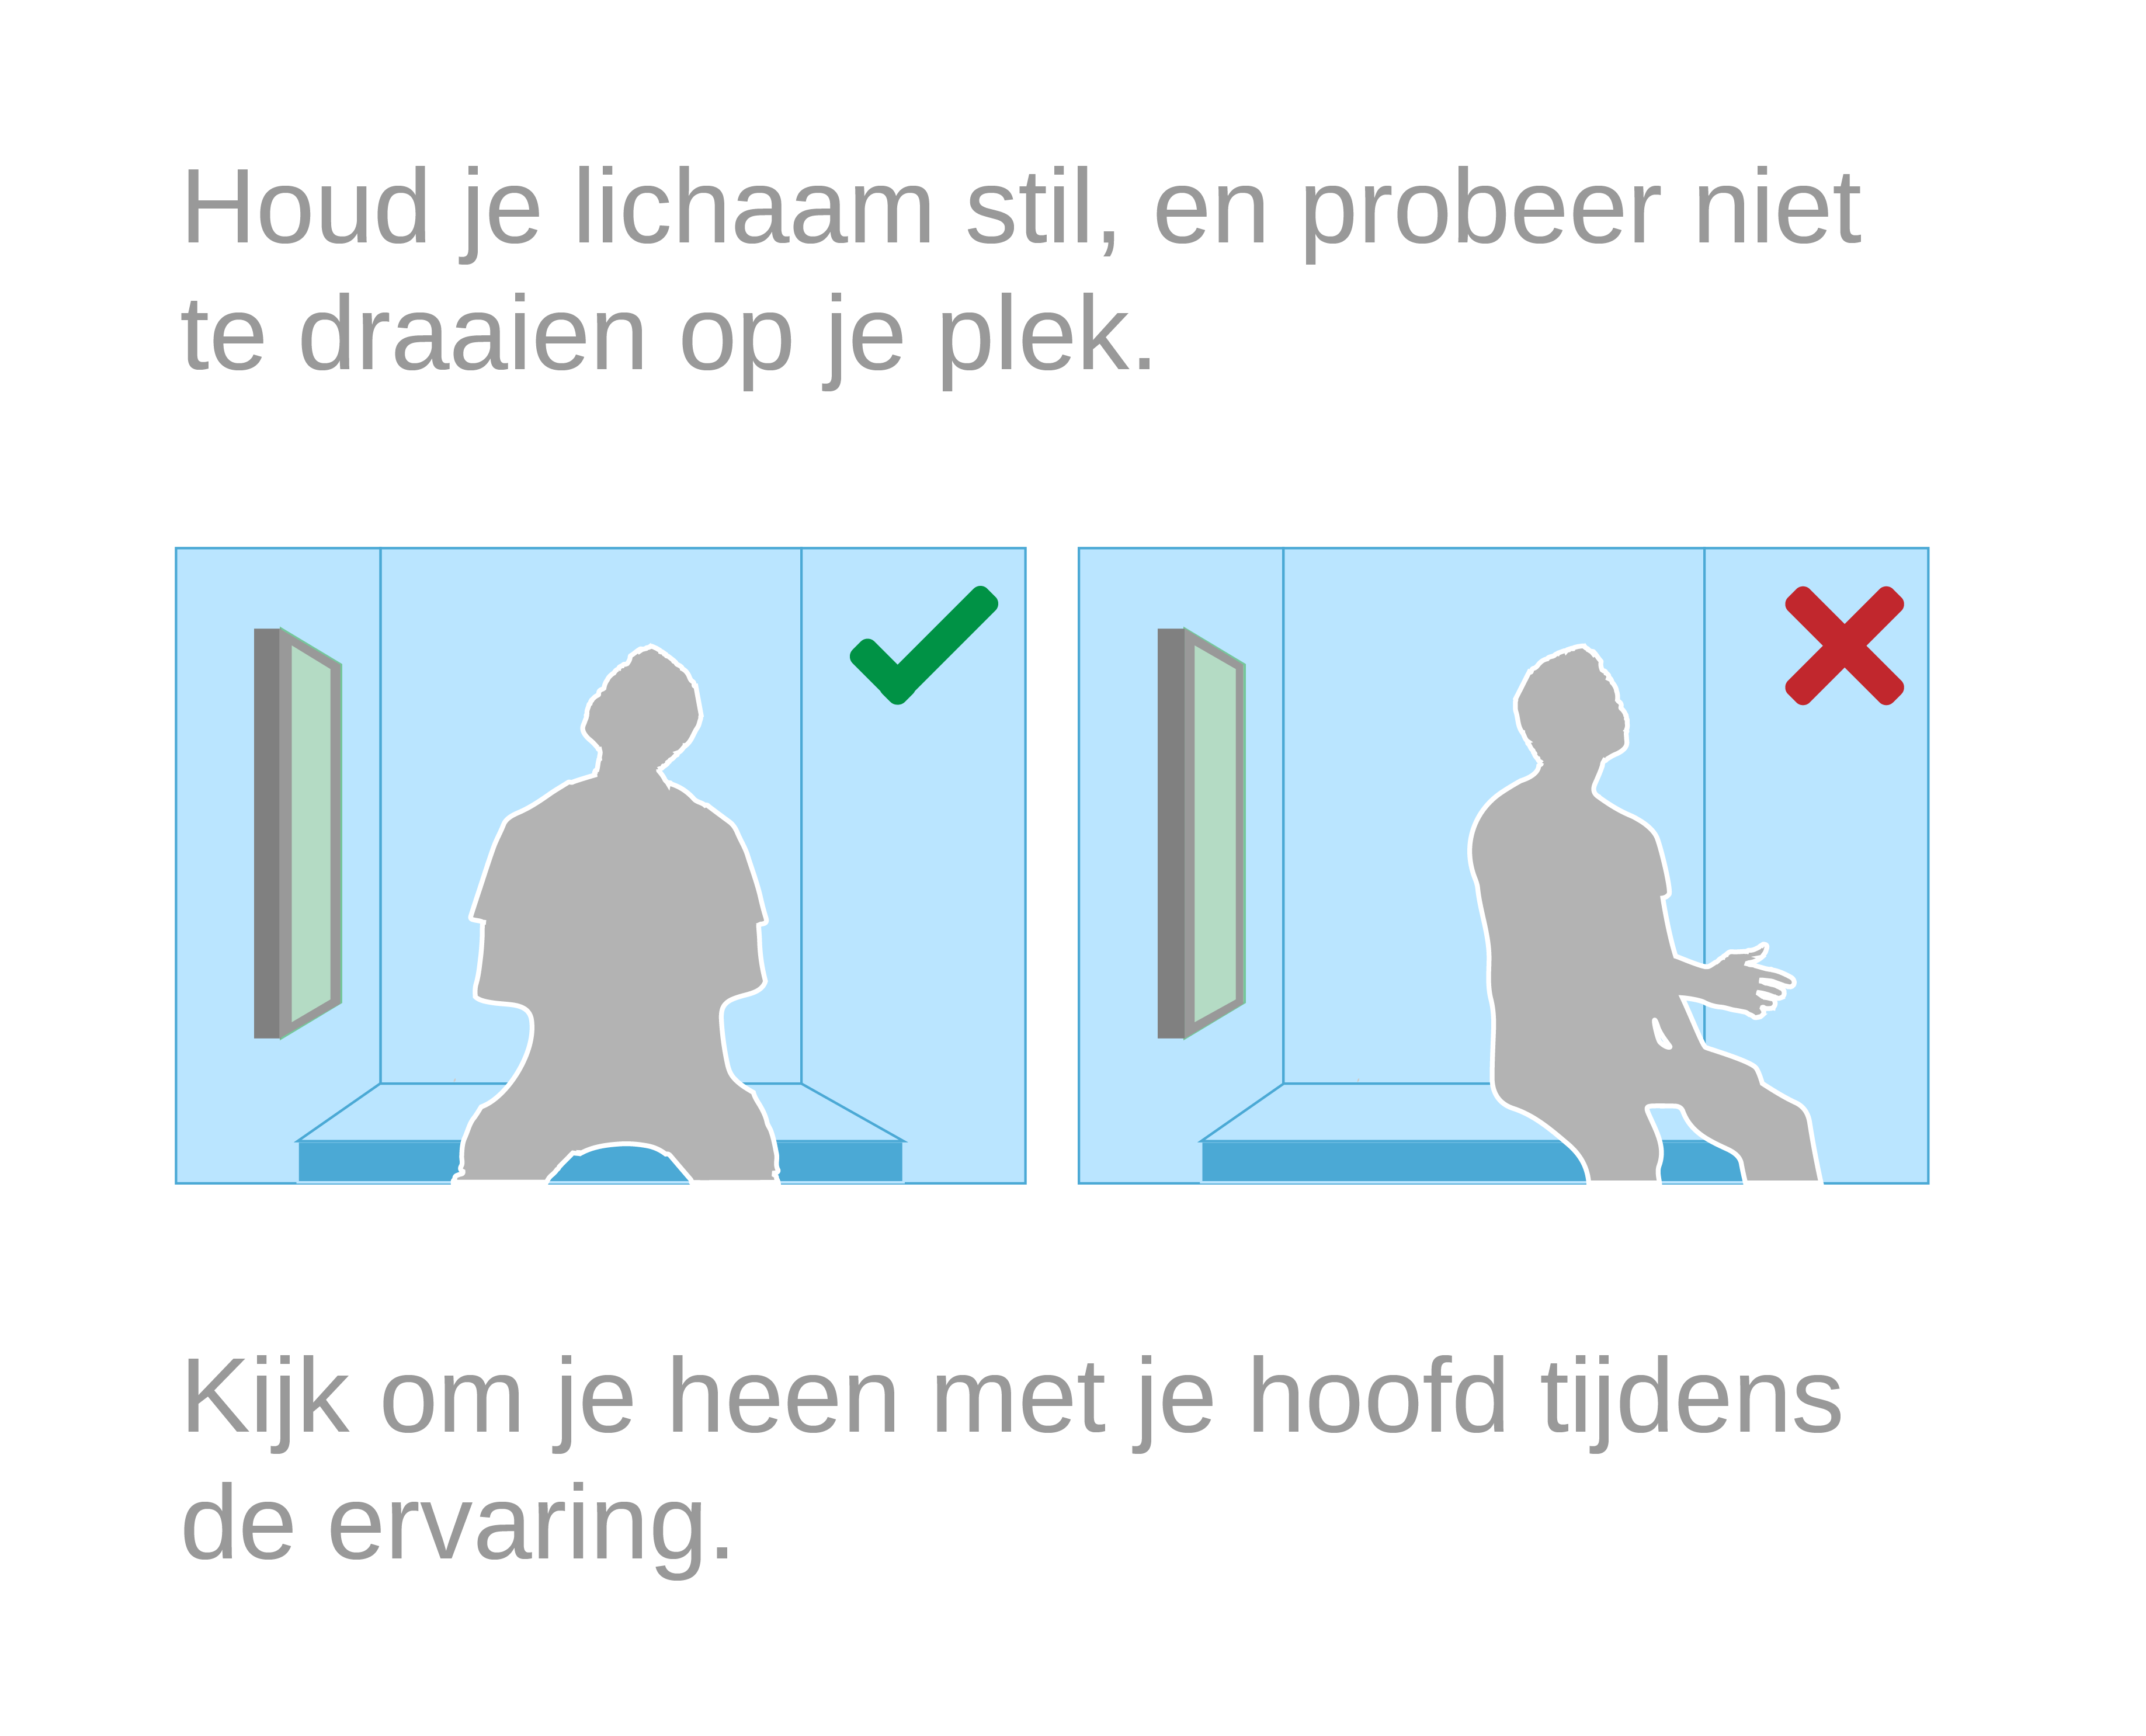 Houd je lichaam stil, en probeer niet
te draaien op je plek.
Kijk om je heen met je hoofd tijdens
de ervaring.